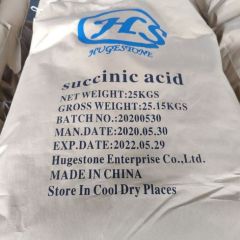 HS
HUGESTONE
succinic acid
NET WEIGHT:25KGS
GROSS WEIGHT:25.15KGS
BATCH NO.:20200530
MAN.DATE:2020.05.30
EXP.DATE:2022.05.29
Hugestone Enterprise Co.,Ltd.
MADE IN CHINA
Store In Cool Dry Places